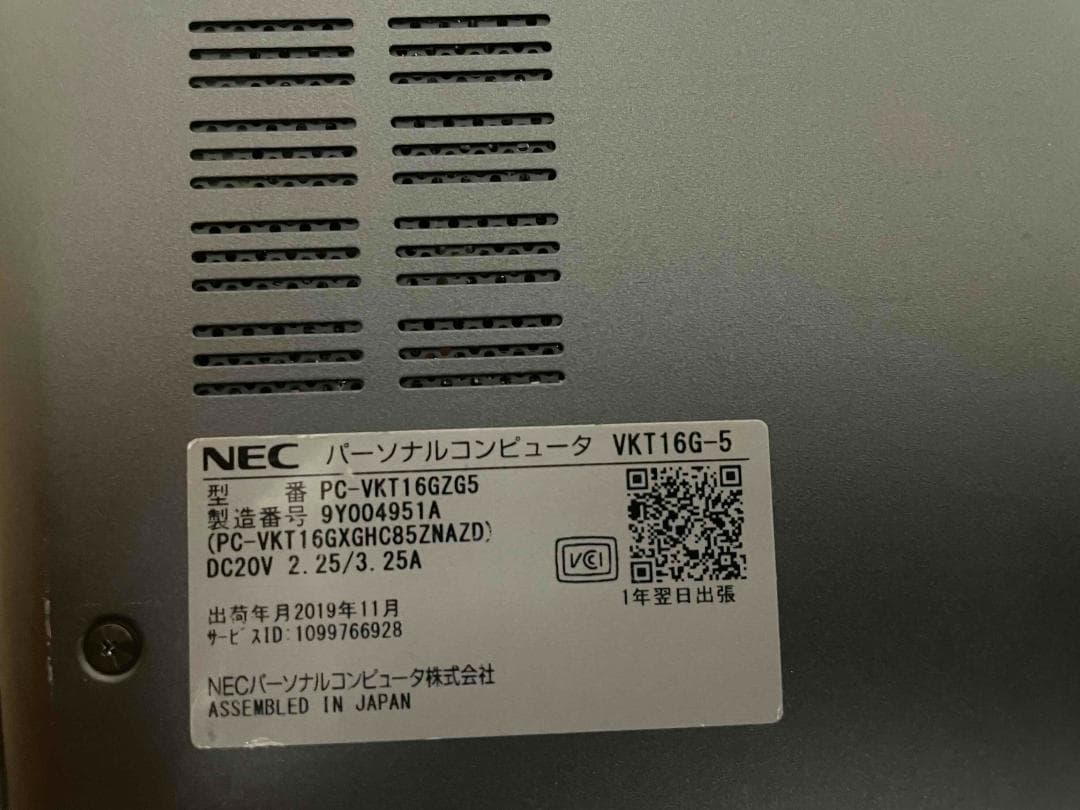 NEC パーソナルコンピュータ VKT16G-5
型 番 PC-VKT16GZG5
製造番号 9Y004951A
(PC-VKT16GXGHC85ZNAZD)
DC20V 2.25/3.25A
VCI
1年翌日出張
出荷年月2019年11月
サービスID:1099766928
NECパーソナルコンピュータ株式会社
ASSEMBLED IN JAPAN